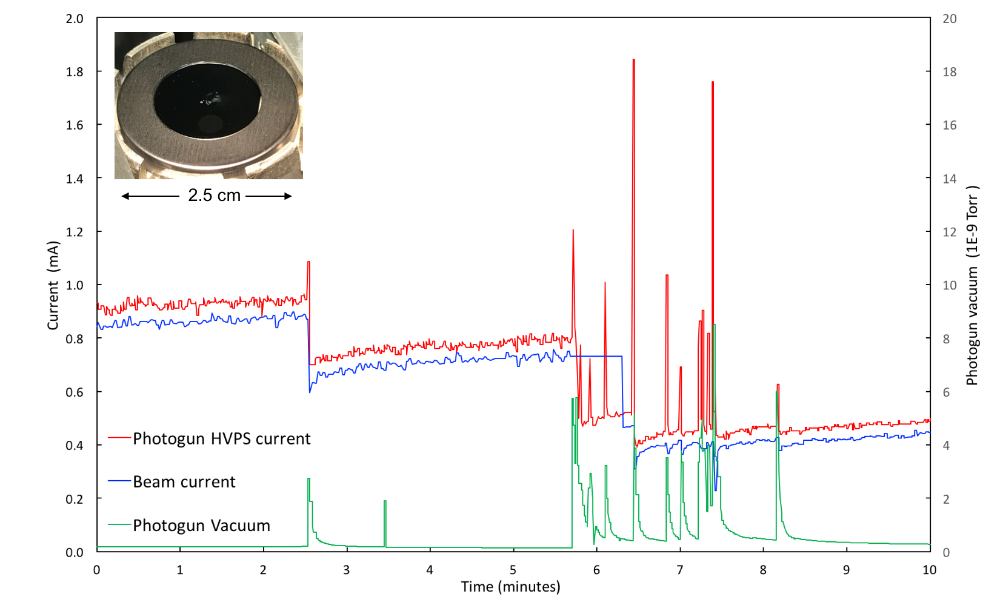 2.0
1.8
1.6
1.4
1.2
1.0
0.8
0.6
0.4
0.2
0.0
Current (mA)
2.5 cm
Photogun HVPS current
Beam current
Photogun Vacuum
0 1 2 3 4 5 6 7 8 9 10
Time (minutes)
20
18
16
14
12
10
8
6
4
2
0
Photogun vacuum (1E-9 Torr )